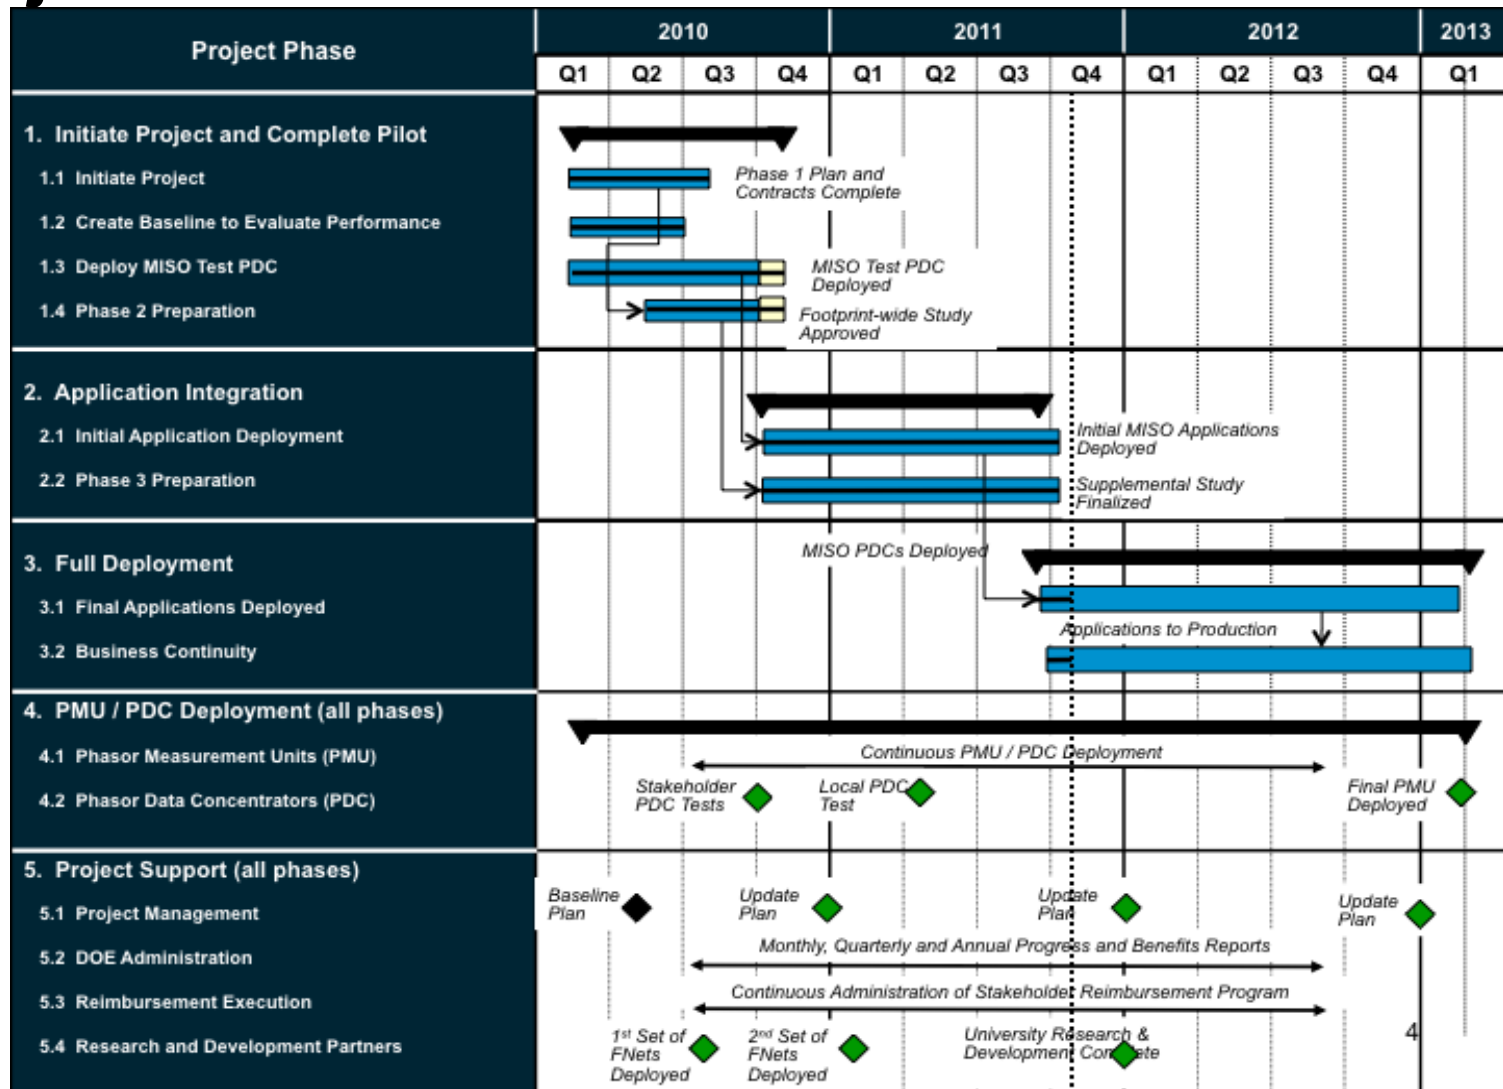 Project Phase
2010
2011
2012
2013
Q1 Q2 Q3 Q4 Q1 Q2 Q3 Q4 Q1 Q2 Q3 Q4 Q1
1. Initiate Project and Complete Pilot
1.1 Initiate Project
Phase 1 Plan and
Contracts Complete
1.2 Create Baseline to Evaluate Performance
1.3 Deploy MISO Test PDC
MISO Test PDC
Deployed
1.4 Phase 2 Preparation
Footprint-wide Study
Approved
2. Application Integration
2.1 Initial Application Deployment
Initial MISO Applications
Deployed
2.2 Phase 3 Preparation
Supplemental Study
Finalized
3. Full Deployment
MISO PDCs Deployed
3.1 Final Applications Deployed
Applications to Production
3.2 Business Continuity
4. PMU / PDC Deployment (all phases)
4.1 Phasor Measurement Units (PMU)
Continuous PMU / PDC Deployment
4.2 Phasor Data Concentrators (PDC)
Stakeholder
PDC Tests
Local PDC
Test
Final PMU
Deployed
5. Project Support (all phases)
5.1 Project Management
Baseline
Plan
Update
Plan
Update
Plan
Update
Plan
5.2 DOE Administration
Monthly, Quarterly and Annual Progress and Benefits Reports
5.3 Reimbursement Execution
Continuous Administration of Stakeholder Reimbursement Program
5.4 Research and Development Partners
1st Set of
FNets
Deployed
2nd Set of
FNets
Deployed
University Research &
Development Complete
4